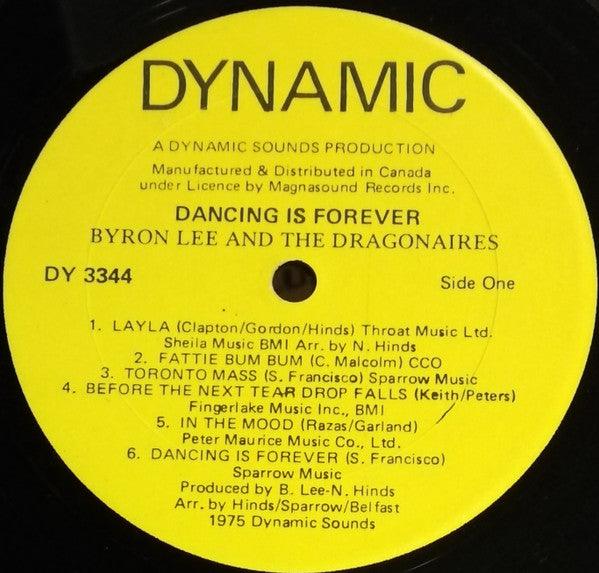 DYNAMIC
A DYNAMIC SOUNDS PRODUCTION
Manufactured & Distributed in Canada
under Licence by Magnasound Records Inc.
DANCING IS FOREVER
BYRON LEE AND THE DRAGONAIRES
DY 3344
Side One
1. LAYLA (Clapton/Gordon/Hinds) Throat Music Ltd.
Sheila Music BMI Arr. by N. Hinds
2. FATTIE BUM BUM (C. Malcolm) CCO
3. TORONTO MASS (S. Francisco) Sparrow Music
4. BEFORE THE NEXT TEAR DROP FALLS (Keith/Peters)
Fingerlake Music Inc., BMI
5. IN THE MOOD (Razas/Garland)
Peter Maurice Music Co., Ltd.
6. DANCING IS FOREVER (S. Francisco)
Sparrow Music
Produced by B. Lee-N. Hinds
Arr. by Hinds/Sparrow/Belfast
1975 Dynamic Sounds